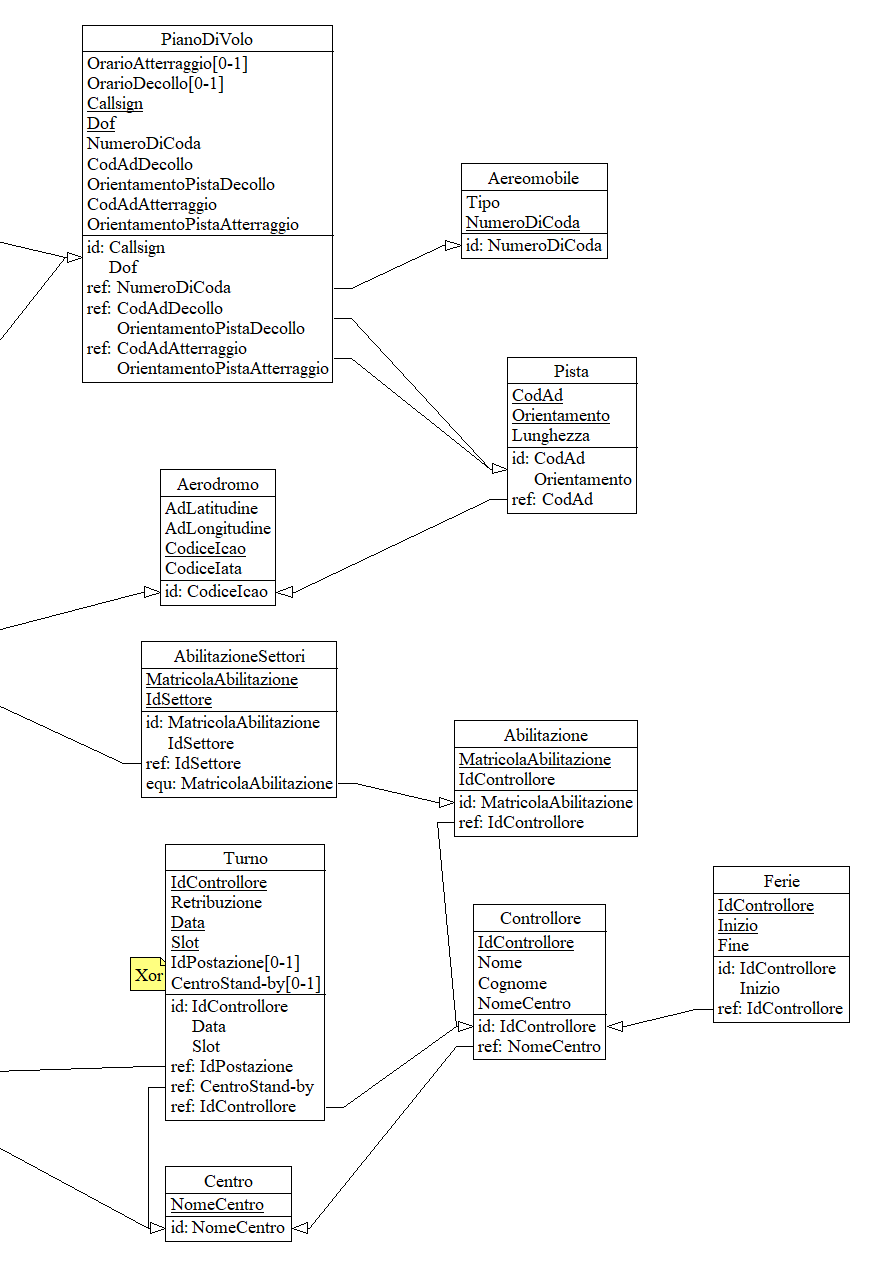 PianoDiVolo
OrarioAtterraggio[0-1]
OrarioDecollo[0-1]
Callsign
Dof
NumeroDiCoda
CodAdDecollo
OrientamentoPistaDecollo
CodAdAtterraggio
OrientamentoPistaAtterraggio
id: Callsign
Dof
ref: NumeroDiCoda
ref: CodAdDecollo
OrientamentoPistaDecollo
ref: CodAdAtterraggio
OrientamentoPistaAtterraggio
Aereomobile
Tipo
NumeroDiCoda
id: NumeroDiCoda
Pista
CodAd
Orientamento
Lunghezza
id: CodAd
Orientamento
ref: CodAd
Aerodromo
AdLatitudine
AdLongitudine
CodiceIcao
CodiceIata
id: CodiceIcao
AbilitazioneSettori
MatricolaAbilitazione
IdSettore
id: MatricolaAbilitazione
IdSettore
ref: IdSettore
equ: MatricolaAbilitazione
Abilitazione
MatricolaAbilitazione
IdControllore
id: MatricolaAbilitazione
ref: IdControllore
Turno
IdControllore
Retribuzione
Data
Slot
IdPostazione[0-1]
CentroStand-by[0-1]
Xor
id: IdControllore
Data
Slot
ref: IdPostazione
ref: CentroStand-by
ref: IdControllore
Controllore
IdControllore
Nome
Cognome
NomeCentro
id: IdControllore
ref: NomeCentro
Ferie
IdControllore
Inizio
Fine
id: IdControllore
Inizio
ref: IdControllore
Centro
NomeCentro
id: NomeCentro